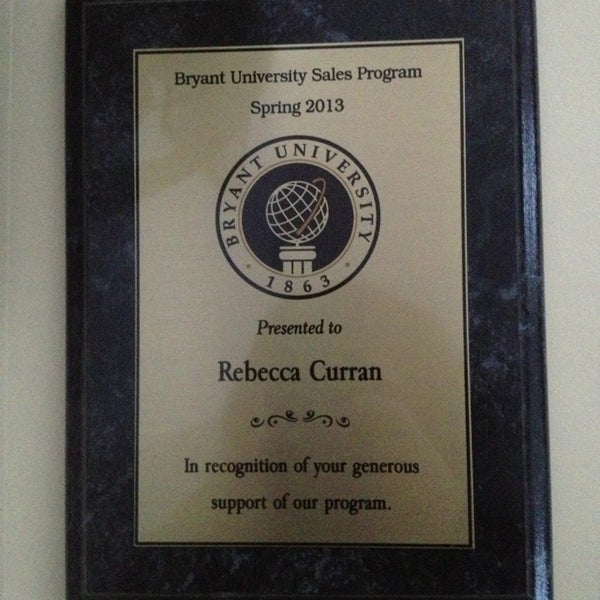 Bryant University Sales Program
Spring 2013
BRYANT UNIVERSITY
· 1863 ·
Presented to
Rebecca Curran
In recognition of your generous
support of our program.